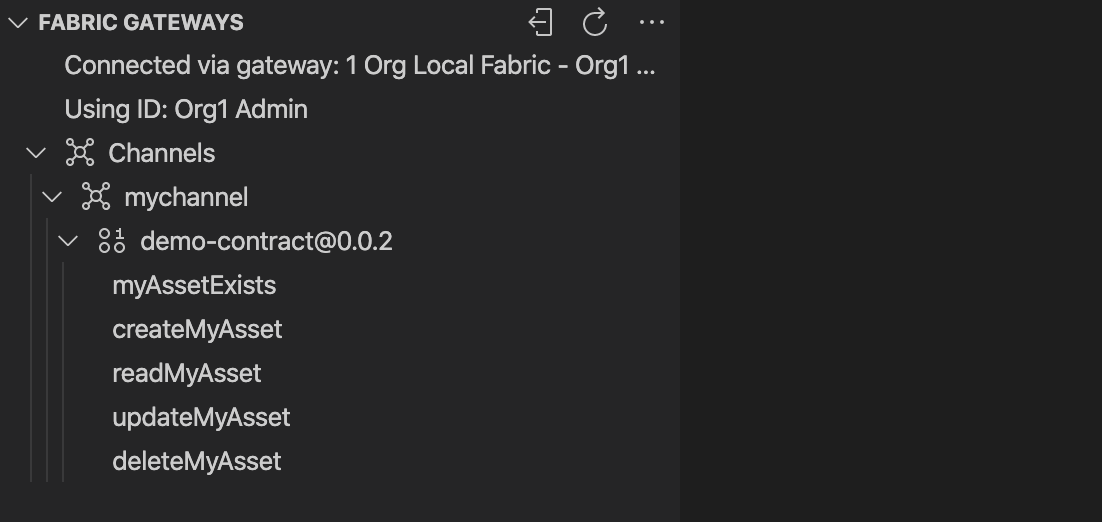 FABRIC GATEWAYS
Connected via gateway: 1 Org Local Fabric - Org1 ...
Using ID: Org1 Admin
Channels
mychannel
demo-contract@0.0.2
myAssetExists
createMyAsset
readMyAsset
updateMyAsset
deleteMyAsset